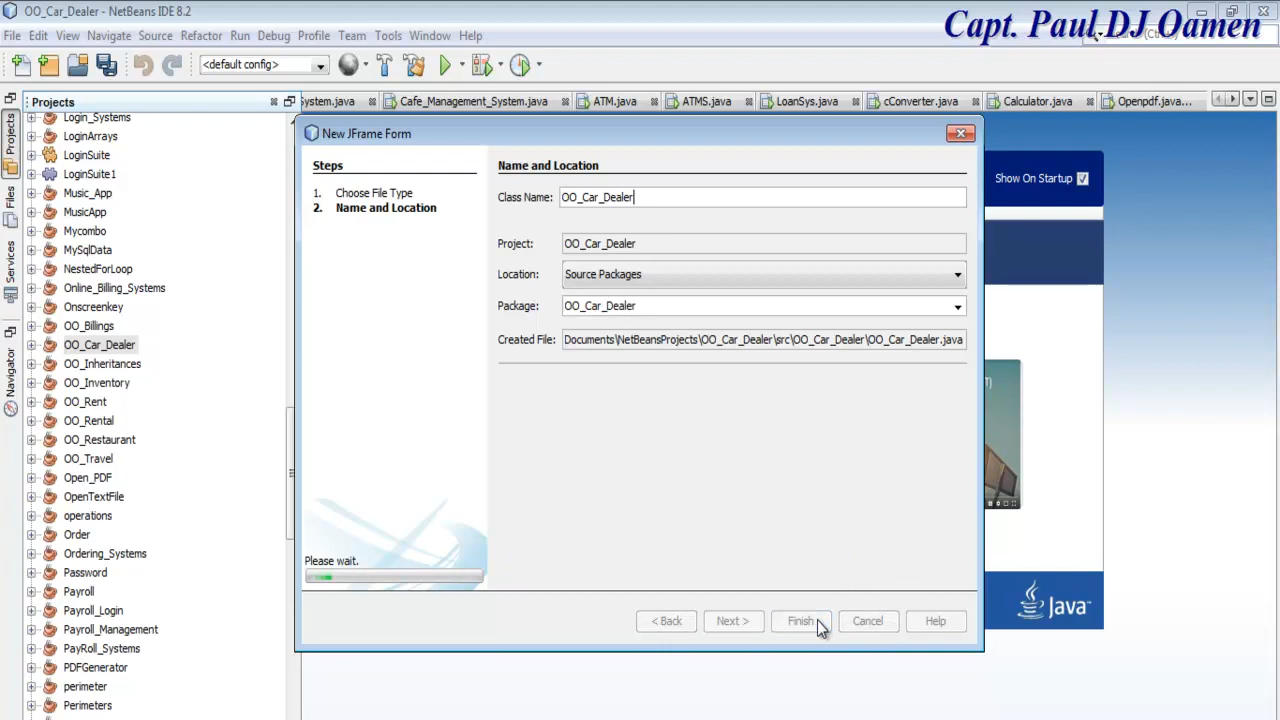 OO_Car_Dealer - NetBeans IDE 8.2
Capt. Paul DJ Oamen
File Edit View Navigate Source Refactor Run Debug Profile Team Tools Window Help
<default config>
Projects
System.java Cafe_Management_System.java ATM.java ATMS.java LoanSys.java cConverter.java Calculator.java Openpdf.java...
Projects
Files
Services
Navigator
Login_Systems
LoginArrays
LoginSuite
LoginSuite1
Music_App
MusicApp
Mycombo
MySqlData
NestedForLoop
Online_Billing_Systems
Onscreenkey
OO_Billings
OO_Car_Dealer
OO_Inheritances
OO_Inventory
OO_Rent
OO_Rental
OO_Restaurant
OO_Travel
Open_PDF
OpenTextFile
operations
Order
Ordering_Systems
Password
Payroll
Payroll_Login
Payroll_Management
PayRoll_Systems
PDFGenerator
perimeter
Perimeters
New JFrame Form
Steps
1. Choose File Type
2. Name and Location
Please wait.
Name and Location
Class Name: OO_Car_Dealer
Project: OO_Car_Dealer
Location: Source Packages
Package: OO_Car_Dealer
Created File: Documents\NetBeansProjects\OO_Car_Dealer\src\OO_Car_Dealer\OO_Car_Dealer.java
< Back Next > Finish Cancel Help
Show On Startup
Java™